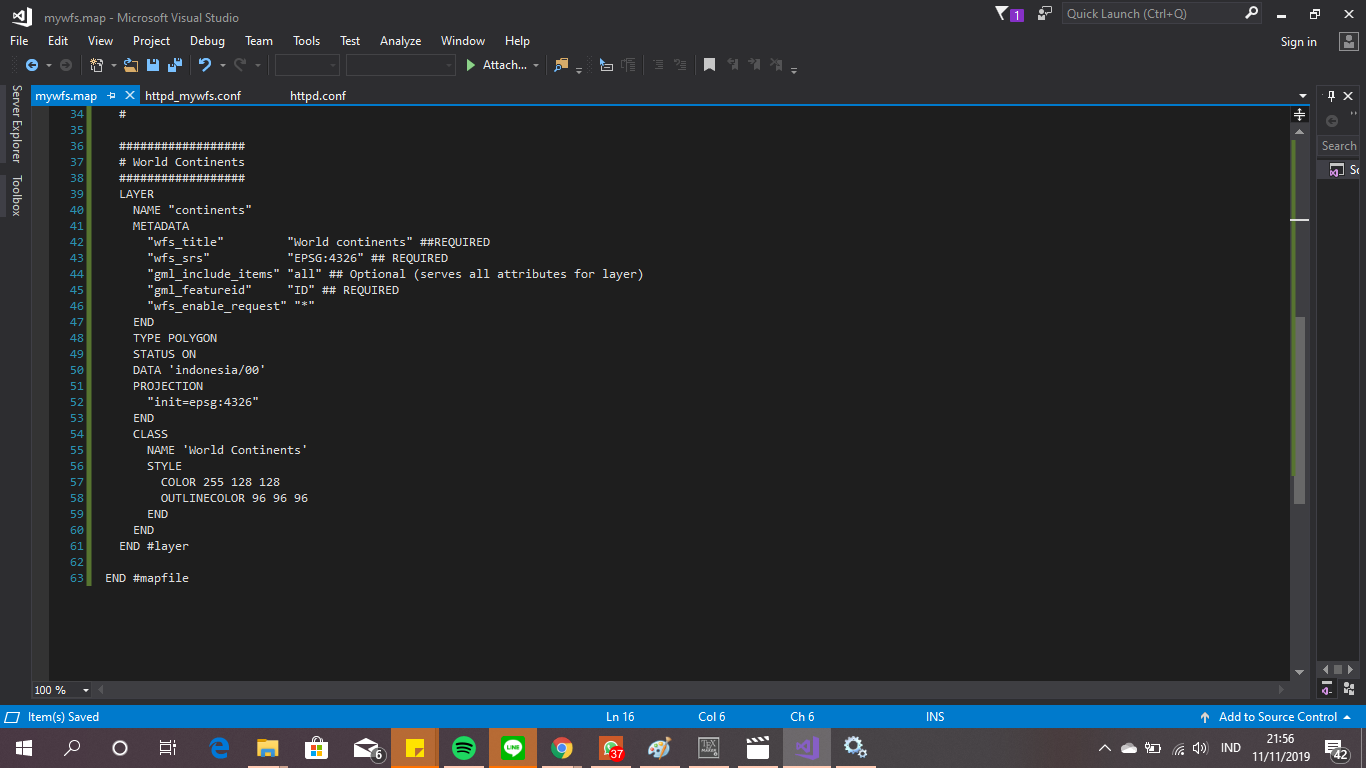 mywfs.map - Microsoft Visual Studio
1
Quick Launch (Ctrl+Q)
File Edit View Project Debug Team Tools Test Analyze Window Help
Sign in
Attach...
Server Explorer
Toolbox
mywfs.map httpd_mywfs.conf httpd.conf
34 #
35
36 ##################
37 # World Continents
38 ##################
39 LAYER
40 NAME "continents"
41 METADATA
42 "wfs_title" "World continents" ##REQUIRED
43 "wfs_srs" "EPSG:4326" ## REQUIRED
44 "gml_include_items" "all" ## Optional (serves all attributes for layer)
45 "gml_featureid" "ID" ## REQUIRED
46 "wfs_enable_request" "*"
47 END
48 TYPE POLYGON
49 STATUS ON
50 DATA 'indonesia/00'
51 PROJECTION
52 "init=epsg:4326"
53 END
54 CLASS
55 NAME 'World Continents'
56 STYLE
57 COLOR 255 128 128
58 OUTLINECOLOR 96 96 96
59 END
60 END
61 END #layer
62
63 END #mapfile
Search
So
100 %
Item(s) Saved Ln 16 Col 6 Ch 6 INS Add to Source Control
6
37
TEX
MAKER
IND
21:56
11/11/2019
42